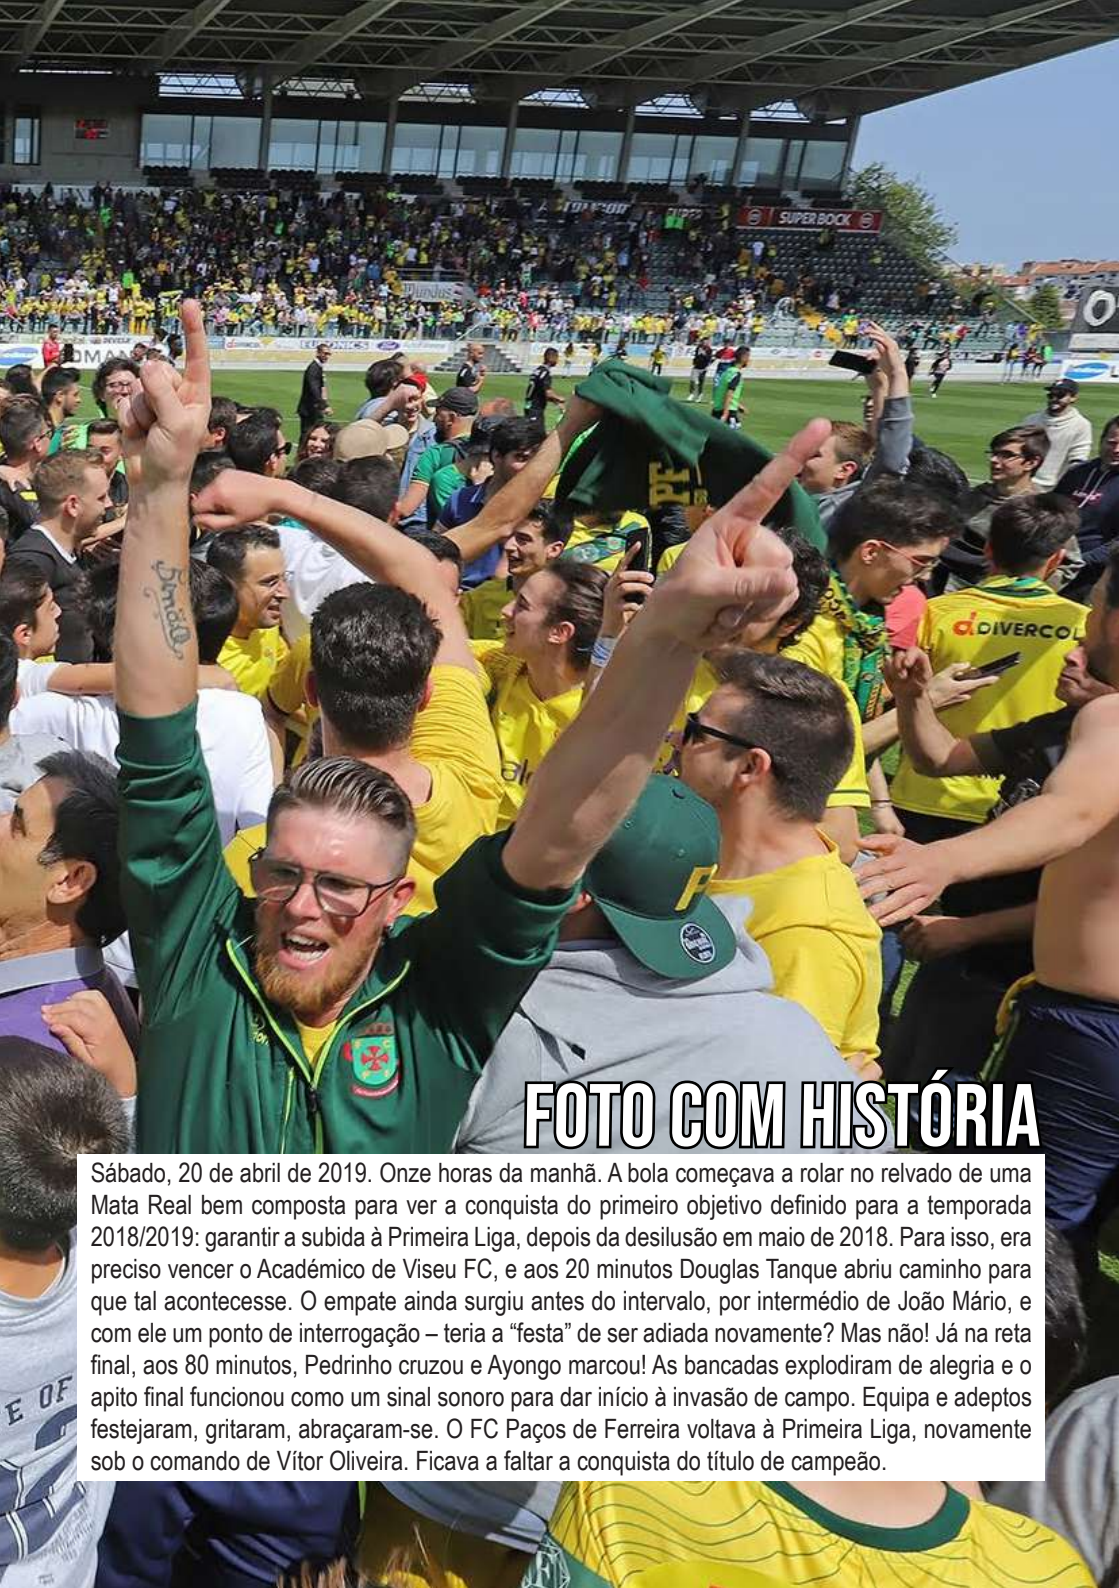 SUPER BOCK
Mundus
EURONICS
Ford
OMAN
PF
DIVERCOL
F
FOTO COM HISTÓRIA
Sábado, 20 de abril de 2019. Onze horas da manhã. A bola começava a rolar no relvado de uma
Mata Real bem composta para ver a conquista do primeiro objetivo definido para a temporada
2018/2019: garantir a subida à Primeira Liga, depois da desilusão em maio de 2018. Para isso, era
preciso vencer o Académico de Viseu FC, e aos 20 minutos Douglas Tanque abriu caminho para
que tal acontecesse. O empate ainda surgiu antes do intervalo, por intermédio de João Mário, e
com ele um ponto de interrogação – teria a “festa” de ser adiada novamente? Mas não! Já na reta
final, aos 80 minutos, Pedrinho cruzou e Ayongo marcou! As bancadas explodiram de alegria e o
apito final funcionou como um sinal sonoro para dar início à invasão de campo. Equipa e adeptos
festejaram, gritaram, abraçaram-se. O FC Paços de Ferreira voltava à Primeira Liga, novamente
sob o comando de Vítor Oliveira. Ficava a faltar a conquista do título de campeão.
E OF